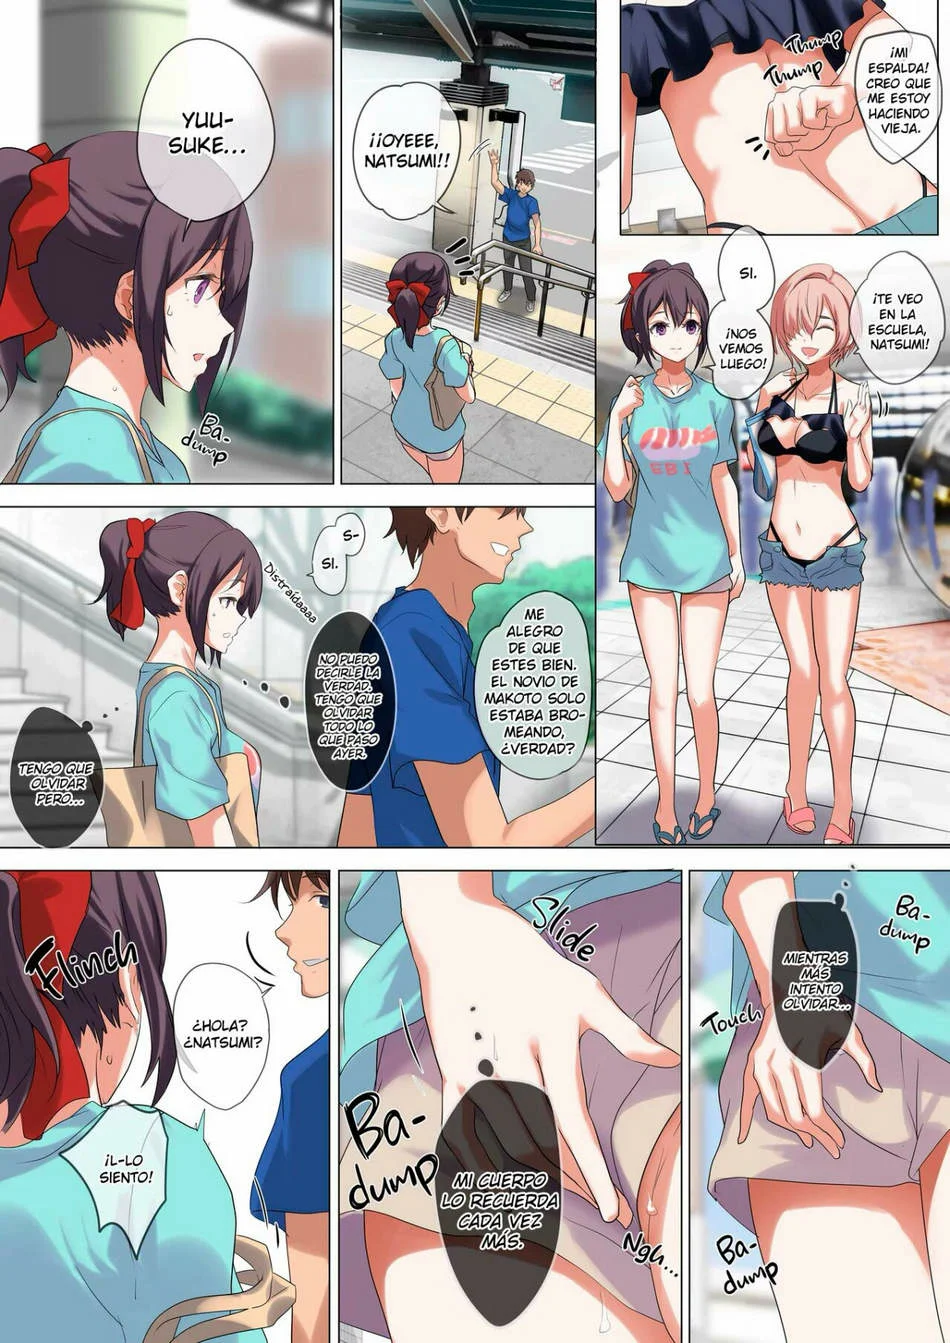 ¡MI
ESPALDA!
CREO QUE
ME ESTOY
HACIENDO
VIEJA.
Thump
Thump
¡TE VEO
EN LA
ESCUELA,
NATSUMI!
SI.
¡NOS
VEMOS
LUEGO!
EBI
¡¡OYEEE,
NATSUMI!!
YUU-
SUKE...
Ba-
dump
ME
ALEGRO
DE QUE
ESTES BIEN.
EL NOVIO DE
MAKOTO SOLO
ESTABA BRO-
MEANDO,
¿VERDAD?
S-
SI.
Distraídaaaa
NO PUEDO
DECIRLE LA
VERDAD.
TENGO QUE
OLVIDAR
TODO LO
QUE PASO
AYER.
TENGO QUE
OLVIDAR
PERO...
Ba-
dump
MIENTRAS
MÁS
INTENTO
OLVIDAR...
Touch
Ba-
dump
Slide
Ba-
dump
MI CUERPO
LO RECUERDA
CADA VEZ
MÁS.
Ngh...
Flinch
¿HOLA?
¿NATSUMI?
¡L-LO
SIENTO!